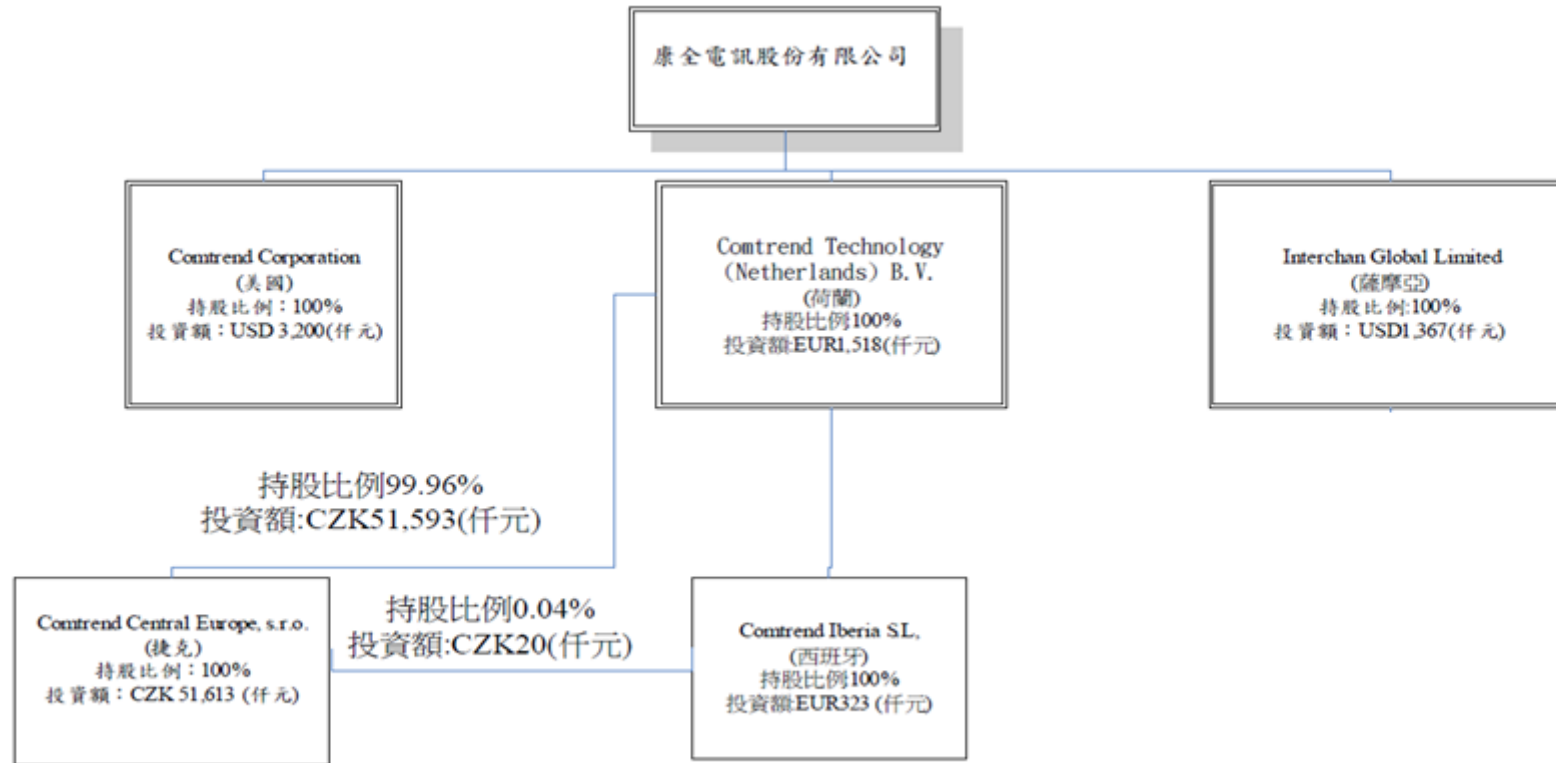 康全電訊股份有限公司
Comtrend Corporation
(美國)
持股比例：100%
投資額：USD 3,200(仟元)
Comtrend Technology
(Netherlands) B.V.
(荷蘭)
持股比例100%
投資額:EUR1,518(仟元)
Interchan Global Limited
(薩摩亞)
持股比例:100%
投資額：USD1,367(仟元)
持股比例99.96%
投資額:CZK51,593(仟元)
Comtrend Central Europe, s.r.o.
(捷克)
持股比例：100%
投資額：CZK 51,613 (仟元)
持股比例0.04%
投資額:CZK20(仟元)
Comtrend Iberia S.L,
(西班牙)
持股比例100%
投資額EUR323 (仟元)